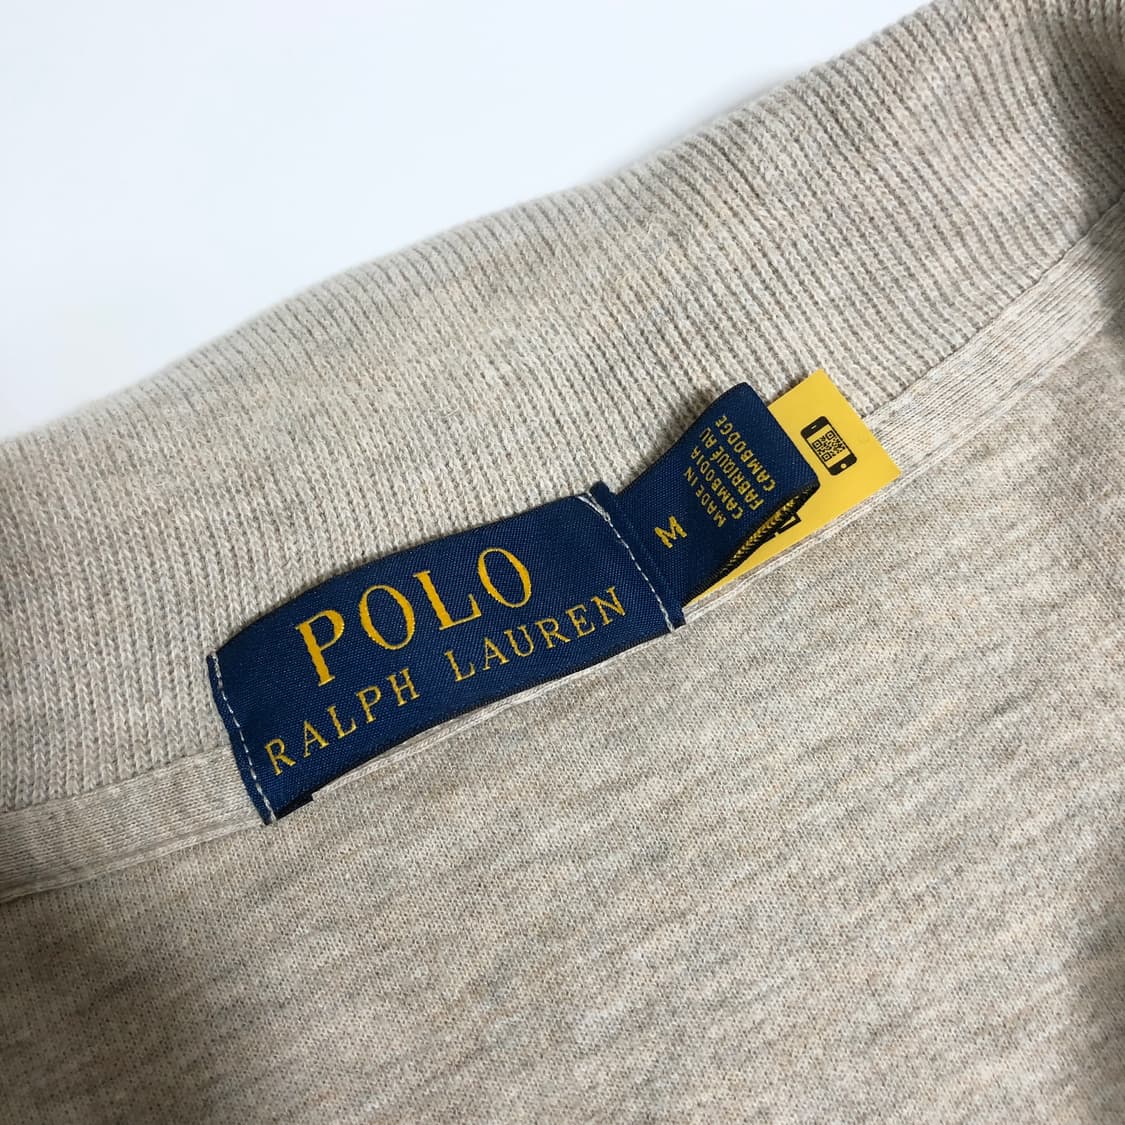 POLO
RALPH LAUREN
M
MADE IN
CAMBODIA
FABRIQUÉ AU
CAMBODGE